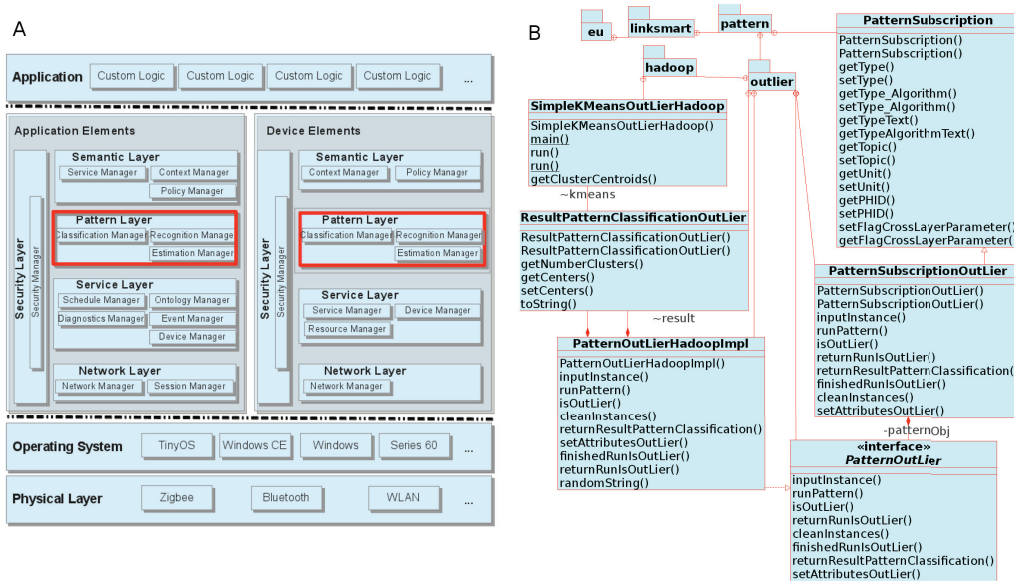 A
Application
Custom Logic Custom Logic Custom Logic Custom Logic ...
Application Elements
Security Layer
Security Manager
Semantic Layer
Service Manager Context Manager
Policy Manager
Pattern Layer
Classification Manager Recognition Manager
Estimation Manager
Service Layer
Schedule Manager Ontology Manager
Diagnostics Manager Event Manager
Device Manager
Network Layer
Network Manager Session Manager
Device Elements
Security Layer
Security Manager
Semantic Layer
Context Manager Policy Manager
Pattern Layer
Classification Manager Recognition Manager
Estimation Manager
Service Layer
Service Manager Device Manager
Resource Manager
Network Layer
Network Manager
Operating System TinyOS Windows CE Windows Series 60 ...
Physical Layer Zigbee Bluetooth WLAN ...
B
eu
linksmart
pattern
hadoop
outlier
SimpleKMeansOutLierHadoop
SimpleKMeansOutLierHadoop()
main()
run()
run()
getClusterCentroids()
~kmeans
ResultPatternClassificationOutLier
ResultPatternClassificationOutLier()
ResultPatternClassificationOutLier()
getNumberClusters()
getCenters()
setCenters()
toString()
~result
PatternOutLierHadoopImpl
PatternOutLierHadoopImpl()
inputInstance()
runPattern()
isOutLier()
cleanInstances()
returnResultPatternClassification()
setAttributesOutLier()
finishedRunIsOutLier()
returnRunIsOutLier()
randomString()
PatternSubscription
PatternSubscription()
PatternSubscription()
getType()
setType()
getType_Algorithm()
setType_Algorithm()
getTypeText()
getTypeAlgorithmText()
getTopic()
setTopic()
getUnit()
setUnit()
getPHID()
setPHID()
setFlagCrossLayerParameter()
getFlagCrossLayerParameter()
PatternSubscriptionOutLier
PatternSubscriptionOutLier()
PatternSubscriptionOutLier()
inputInstance()
runPattern()
isOutLier()
returnRunIsOutLier()
returnResultPatternClassification()
finishedRunIsOutLier()
cleanInstances()
setAttributesOutLier()
-patternObj
«interface»
PatternOutLier
inputInstance()
runPattern()
isOutLier()
returnRunIsOutLier()
cleanInstances()
finishedRunIsOutLier()
returnResultPatternClassification()
setAttributesOutLier()